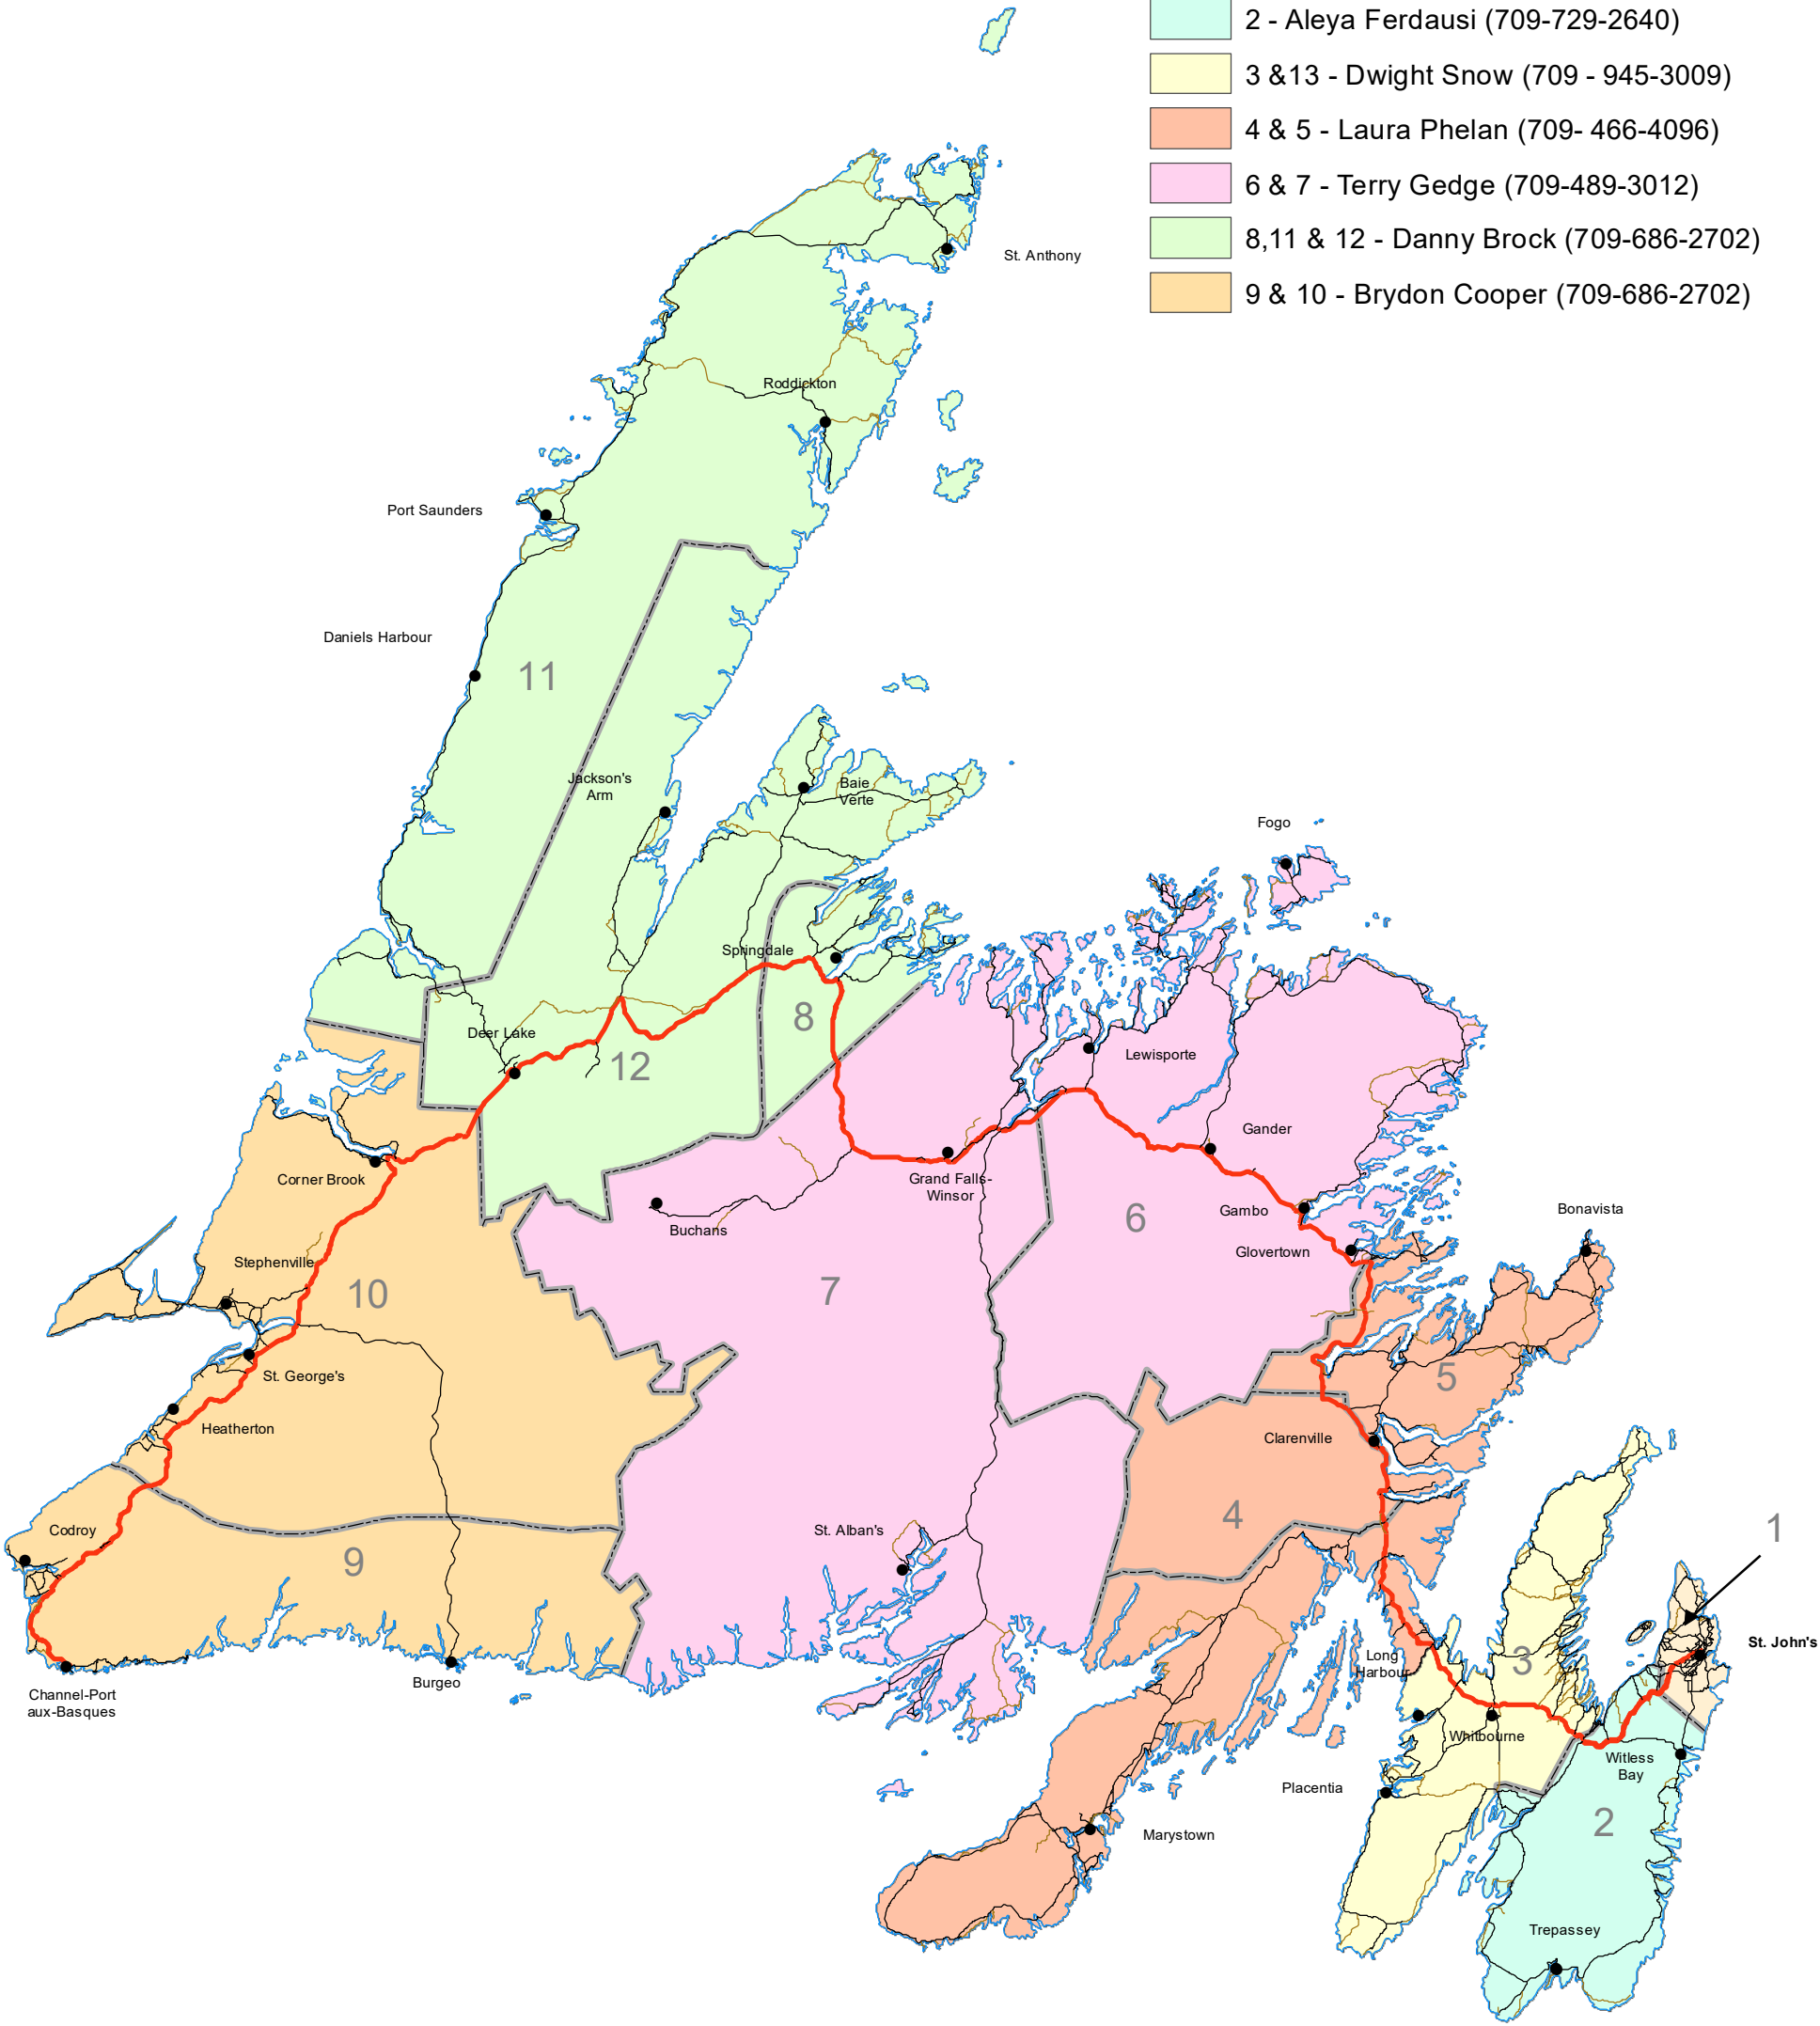 2 - Aleya Ferdausi (709-729-2640)
3 &13 - Dwight Snow (709 - 945-3009)
4 & 5 - Laura Phelan (709- 466-4096)
6 & 7 - Terry Gedge (709-489-3012)
8,11 & 12 - Danny Brock (709-686-2702)
9 & 10 - Brydon Cooper (709-686-2702)
St. Anthony
Roddickton
Port Saunders
Daniels Harbour
11
Jackson's
Arm
Baie
Verte
Fogo
Springdale
8
Deer Lake
12
Lewisporte
Gander
Corner Brook
Grand Falls-
Winsor
Buchans
6
Gambo
Bonavista
Glovertown
Stephenville
10
7
St. George's
5
Heatherton
Clarenville
4
Codroy
St. Alban's
1
9
St. John's
Long
Harbour
3
Burgeo
Channel-Port
aux-Basques
Whitbourne
Witless
Bay
Placentia
2
Marystown
Trepassey